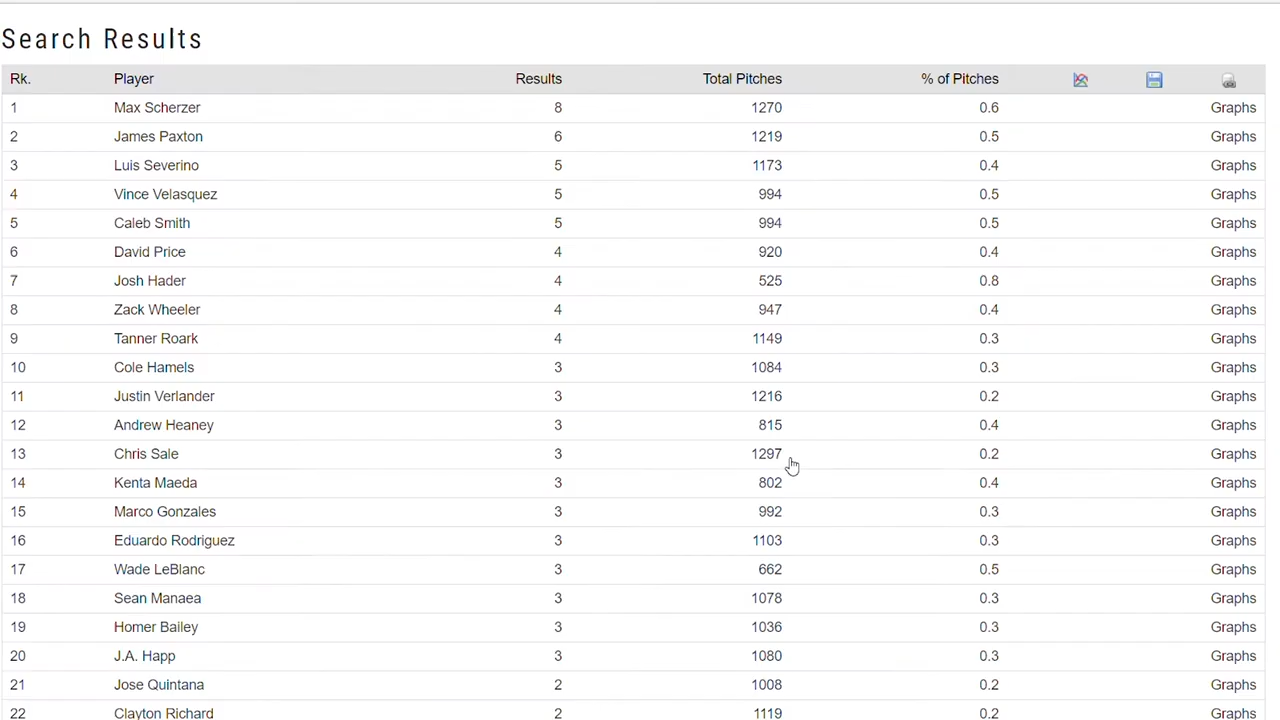 Search Results
Rk. Player Results Total Pitches % of Pitches
1 Max Scherzer 8 1270 0.6 Graphs
2 James Paxton 6 1219 0.5 Graphs
3 Luis Severino 5 1173 0.4 Graphs
4 Vince Velasquez 5 994 0.5 Graphs
5 Caleb Smith 5 994 0.5 Graphs
6 David Price 4 920 0.4 Graphs
7 Josh Hader 4 525 0.8 Graphs
8 Zack Wheeler 4 947 0.4 Graphs
9 Tanner Roark 4 1149 0.3 Graphs
10 Cole Hamels 3 1084 0.3 Graphs
11 Justin Verlander 3 1216 0.2 Graphs
12 Andrew Heaney 3 815 0.4 Graphs
13 Chris Sale 3 1297 0.2 Graphs
14 Kenta Maeda 3 802 0.4 Graphs
15 Marco Gonzales 3 992 0.3 Graphs
16 Eduardo Rodriguez 3 1103 0.3 Graphs
17 Wade LeBlanc 3 662 0.5 Graphs
18 Sean Manaea 3 1078 0.3 Graphs
19 Homer Bailey 3 1036 0.3 Graphs
20 J.A. Happ 3 1080 0.3 Graphs
21 Jose Quintana 2 1008 0.2 Graphs
22 Clayton Richard 2 1119 0.2 Graphs